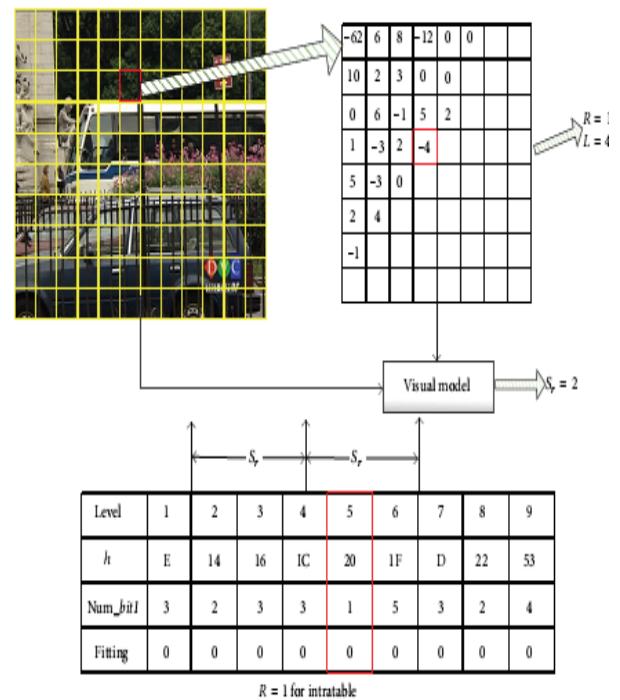 -62 6 8 -12 0 0
10 2 3 0 0
0 6 -1 5 2
1 -3 2 -4
5 -3 0
2 4
-1
R = 1
L = 4
D V C
Visual model
S_r = 2
S_r S_r
Level 1 2 3 4 5 6 7 8 9
h E 14 16 IC 20 1F D 22 53
Num_bit1 3 2 3 3 1 5 3 2 4
Fitting 0 0 0 0 0 0 0 0 0
R = 1 for intratable